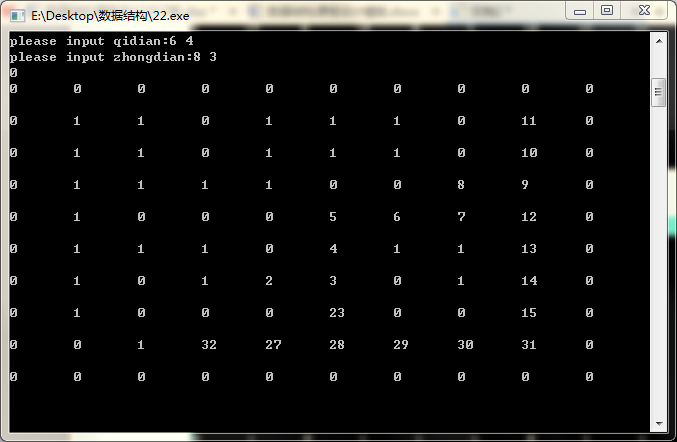 E:\Desktop\数据结构\22.exe
please input qidian:6 4
please input zhongdian:8 3
0
0 0 0 0 0 0 0 0 0 0
0 1 1 0 1 1 1 0 11 0
0 1 1 0 1 1 1 0 10 0
0 1 1 1 1 0 0 8 9 0
0 1 0 0 0 5 6 7 12 0
0 1 1 1 0 4 1 1 13 0
0 1 0 1 2 3 0 1 14 0
0 1 0 0 0 23 0 0 15 0
0 0 1 32 27 28 29 30 31 0
0 0 0 0 0 0 0 0 0 0